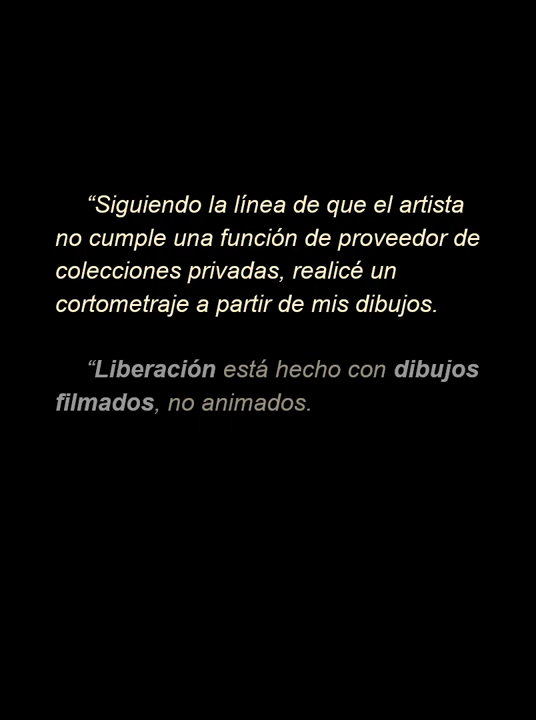 “Siguiendo la línea de que el artista
no cumple una función de proveedor de
colecciones privadas, realicé un
cortometraje a partir de mis dibujos.
“Liberación está hecho con dibujos
filmados, no animados.